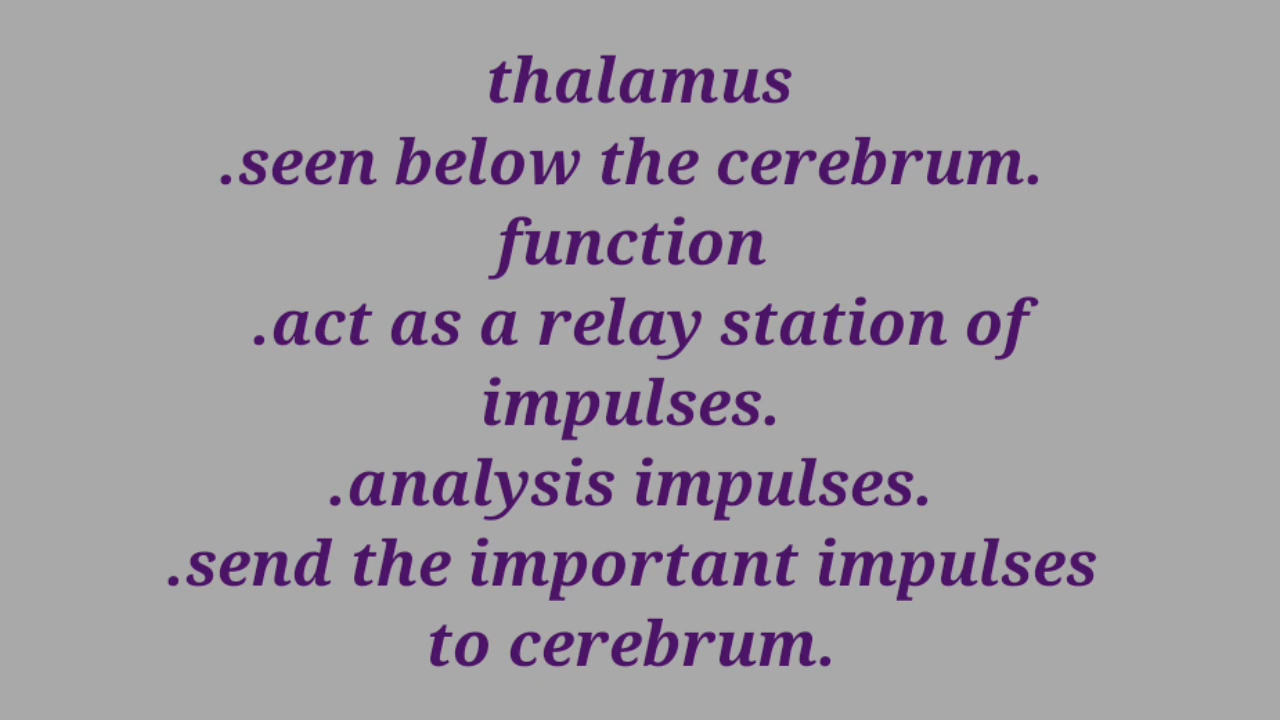 thalamus
.seen below the cerebrum.
function
.act as a relay station of
impulses.
.analysis impulses.
.send the important impulses
to cerebrum.